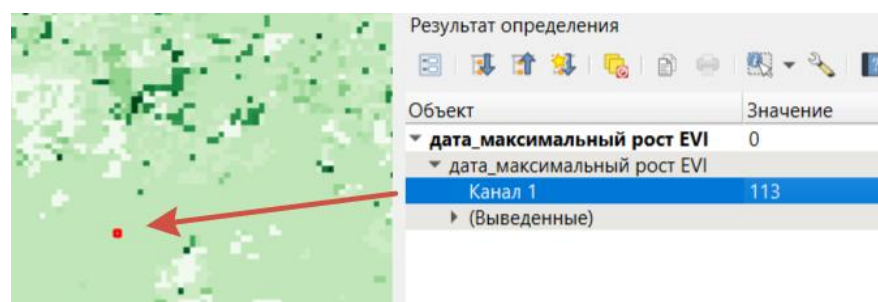 Результат определения
Объект Значение
дата_максимальный рост EVI 0
дата_максимальный рост EVI
Канал 1 113
(Выведенные)